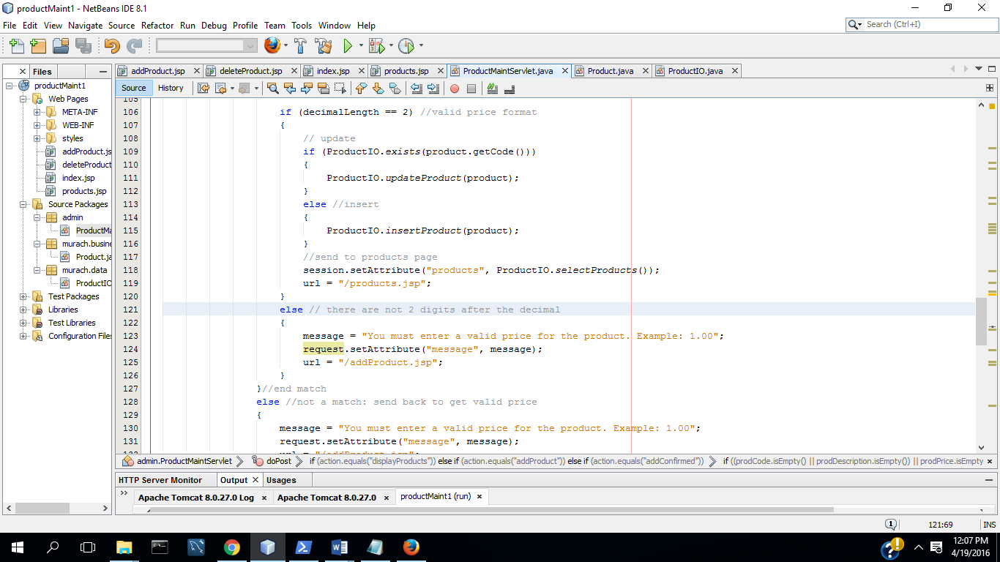 productMaint1 - NetBeans IDE 8.1
File Edit View Navigate Source Refactor Run Debug Profile Team Tools Window Help
Search (Ctrl+I)
Files
addProduct.jsp deleteProduct.jsp index.jsp products.jsp ProductMaintServlet.java Product.java ProductIO.java
Source History
productMaint1
Web Pages
META-INF
WEB-INF
styles
addProduct.js
deleteProduct
index.jsp
products.jsp
Source Packages
admin
ProductMa
murach.busine
Product.ja
murach.data
ProductIO
Test Packages
Libraries
Test Libraries
Configuration Files
105
106 if (decimalLength == 2) //valid price format
107 {
108 // update
109 if (ProductIO.exists(product.getCode()))
110 {
111 ProductIO.updateProduct(product);
112 }
113 else //insert
114 {
115 ProductIO.insertProduct(product);
116 }
117 //send to products page
118 session.setAttribute("products", ProductIO.selectProducts());
119 url = "/products.jsp";
120 }
121 else // there are not 2 digits after the decimal
122 {
123 message = "You must enter a valid price for the product. Example: 1.00";
124 request.setAttribute("message", message);
125 url = "/addProduct.jsp";
126 }
127 }//end match
128 else //not a match: send back to get valid price
129 {
130 message = "You must enter a valid price for the product. Example: 1.00";
131 request.setAttribute("message", message);
132 url = "/addProduct.jsp";
admin.ProductMaintServlet doPost if (action.equals("displayProducts")) else if (action.equals("addProduct")) else if (action.equals("addConfirmed")) if ((prodCode.isEmpty() || prodDescription.isEmpty()) || prodPrice.isEmpty
HTTP Server Monitor Output Usages
Apache Tomcat 8.0.27.0 Log Apache Tomcat 8.0.27.0 productMaint1 (run)
1 121:69 INS
12:07 PM
4/19/2016